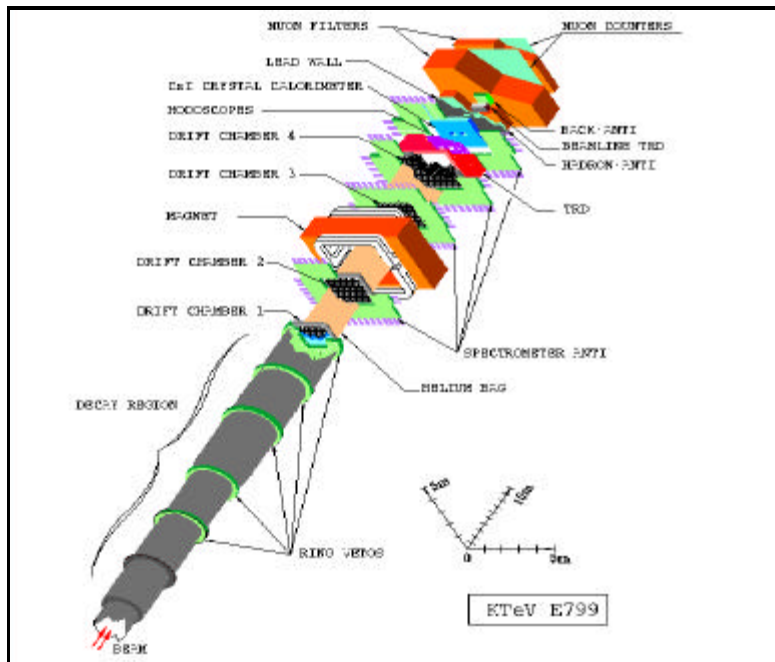 MUON FILTERS
MUON COUNTERS
LEAD WALL
CsI CRYSTAL CALORIMETER
HODOSCOPES
DRIFT CHAMBER 4
BACK-ANTI
BEAMLINE TRD
HADRON-ANTI
DRIFT CHAMBER 3
TRD
MAGNET
DRIFT CHAMBER 2
DRIFT CHAMBER 1
SPECTROMETER ANTI
HELIUM BAG
DECAY REGION
RING VETOS
BEAM
5m
10m
0
5m
KTeV E799